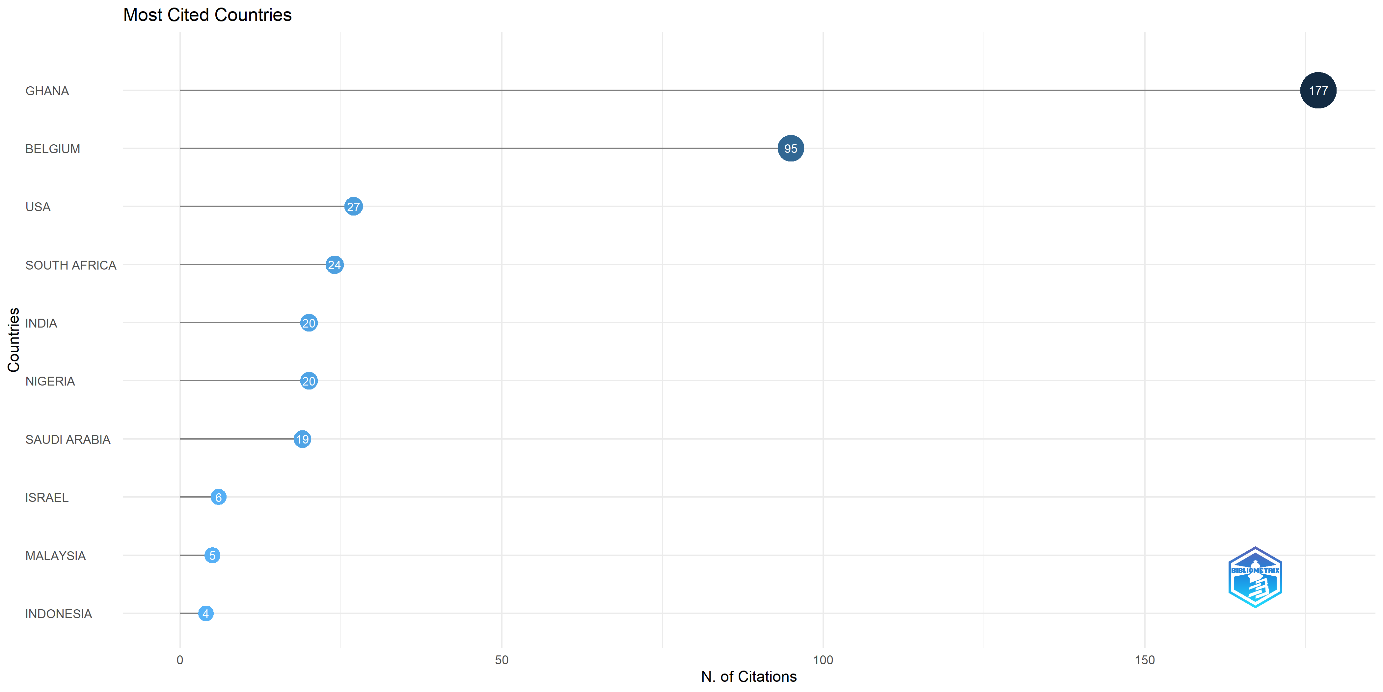 Most Cited Countries
Countries
GHANA 177
BELGIUM 95
USA 27
SOUTH AFRICA 24
INDIA 20
NIGERIA 20
SAUDI ARABIA 19
ISRAEL 6
MALAYSIA 5
INDONESIA 4
BIBLIOMETRIX
0 50 100 150
N. of Citations